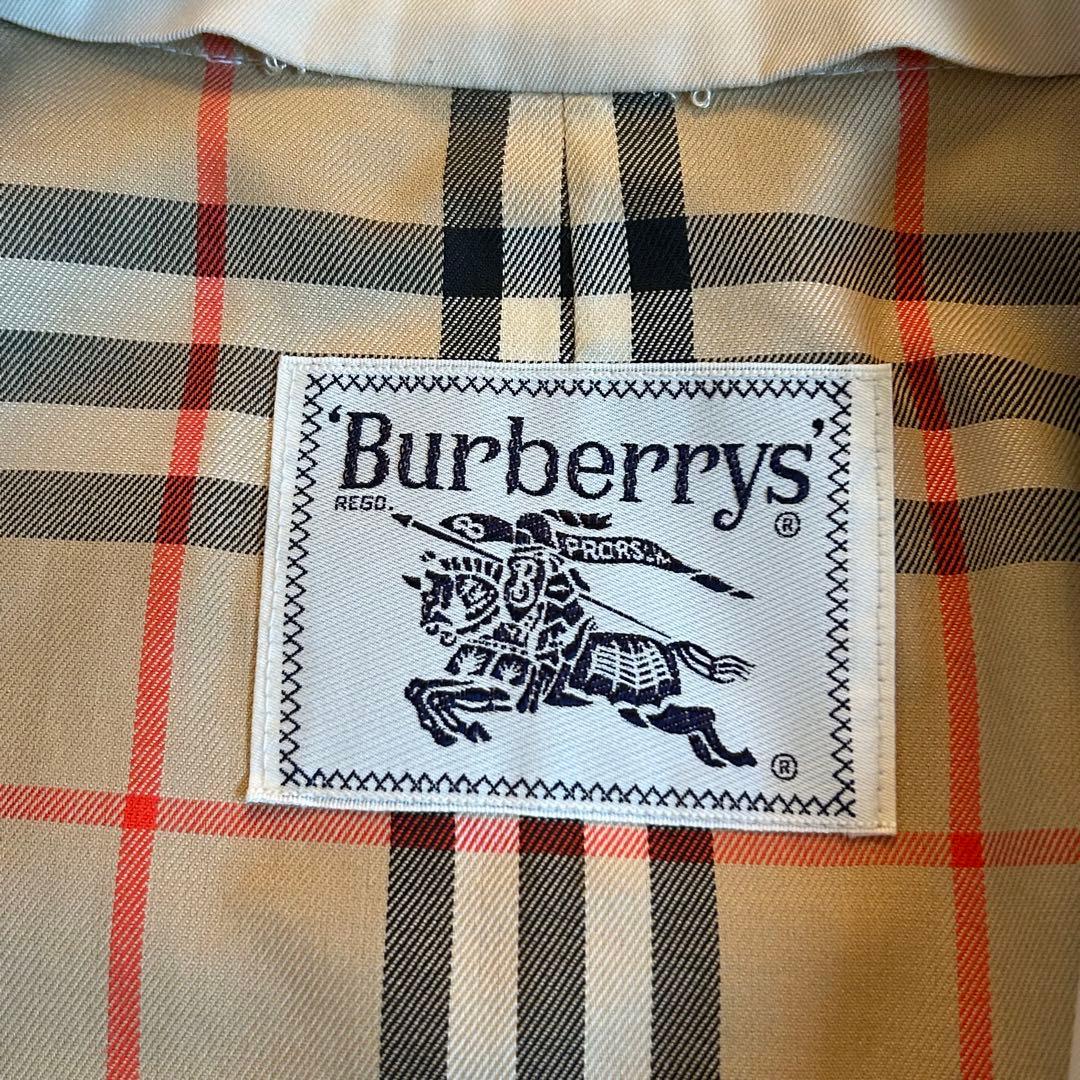 'Burberrys'
REGD. ®
B PRORSUM
B
®